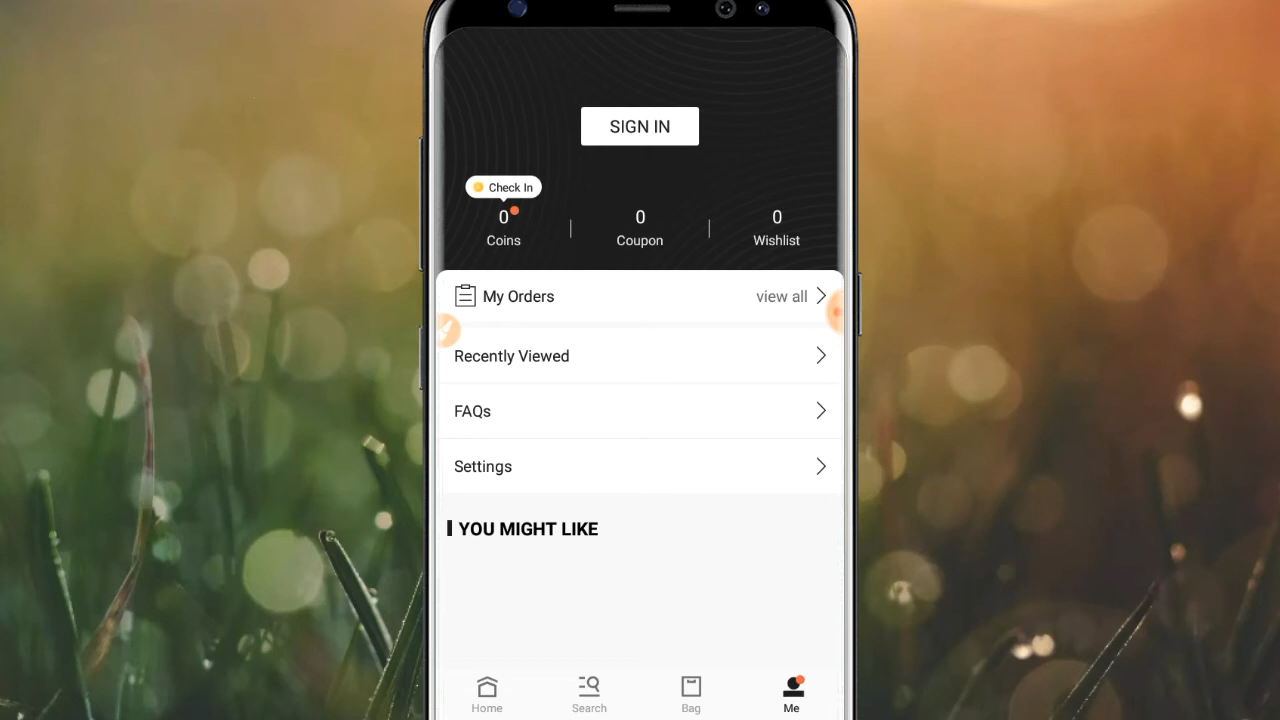 SIGN IN
Check In
0 0 0
Coins Coupon Wishlist
My Orders view all
Recently Viewed
FAQs
Settings
YOU MIGHT LIKE
Home Search Bag Me